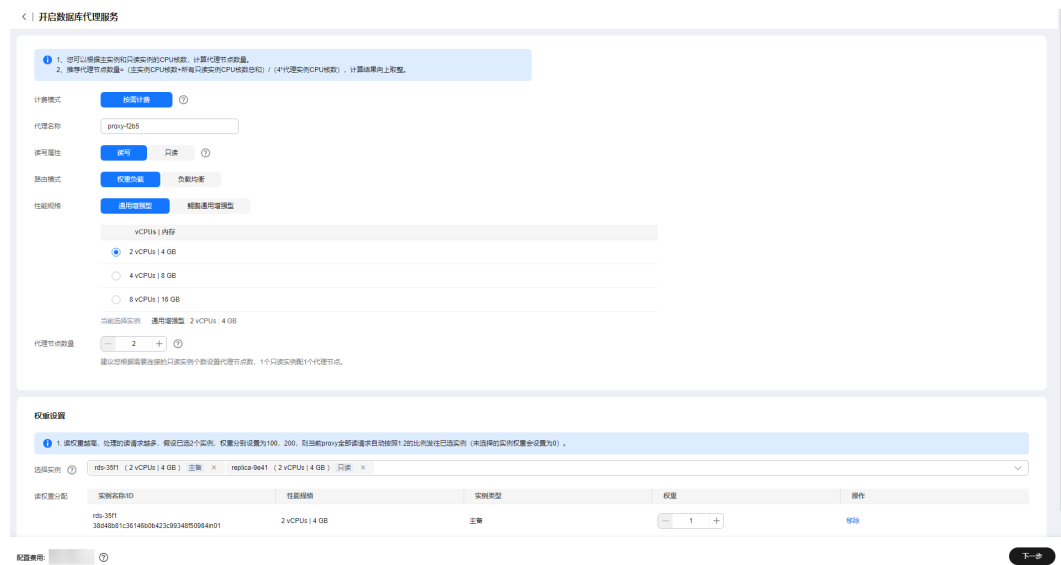 开启数据库代理服务
1、您可以根据主实例和只读实例的CPU核数，计算代理节点数量。
2、推荐代理节点数量=（主实例CPU核数+所有只读实例CPU核数总和）/（4*代理实例CPU核数），计算结果向上取整。
计费模式 按需计费
代理名称 proxy-f2b5
读写属性 读写 只读
路由模式 权重负载 负载均衡
性能规格 通用增强型 鲲鹏通用增强型
vCPUs | 内存
2 vCPUs | 4 GB
4 vCPUs | 8 GB
8 vCPUs | 16 GB
当前选择实例 通用增强型 | 2 vCPUs | 4 GB
代理节点数量 2
建议您根据需要连接的只读实例个数设置代理节点数，1个只读实例配1个代理节点。
权重设置
1. 读权重越高，处理的读请求越多，假设已选2个实例，权重分别设置为100、200，则当前proxy全部读请求自动按照1:2的比例发往已选实例（未选择的实例权重会设置为0）。
选择实例 rds-35f1 （2 vCPUs | 4 GB） 主备 × replica-9e41 （2 vCPUs | 4 GB） 只读 ×
读权重分配 实例名称/ID 性能规格 实例类型 权重 操作
rds-35f1
38d48b81c36146b0b423c99348f50984in01 2 vCPUs | 4 GB 主备 1 移除
配置费用: 下一步